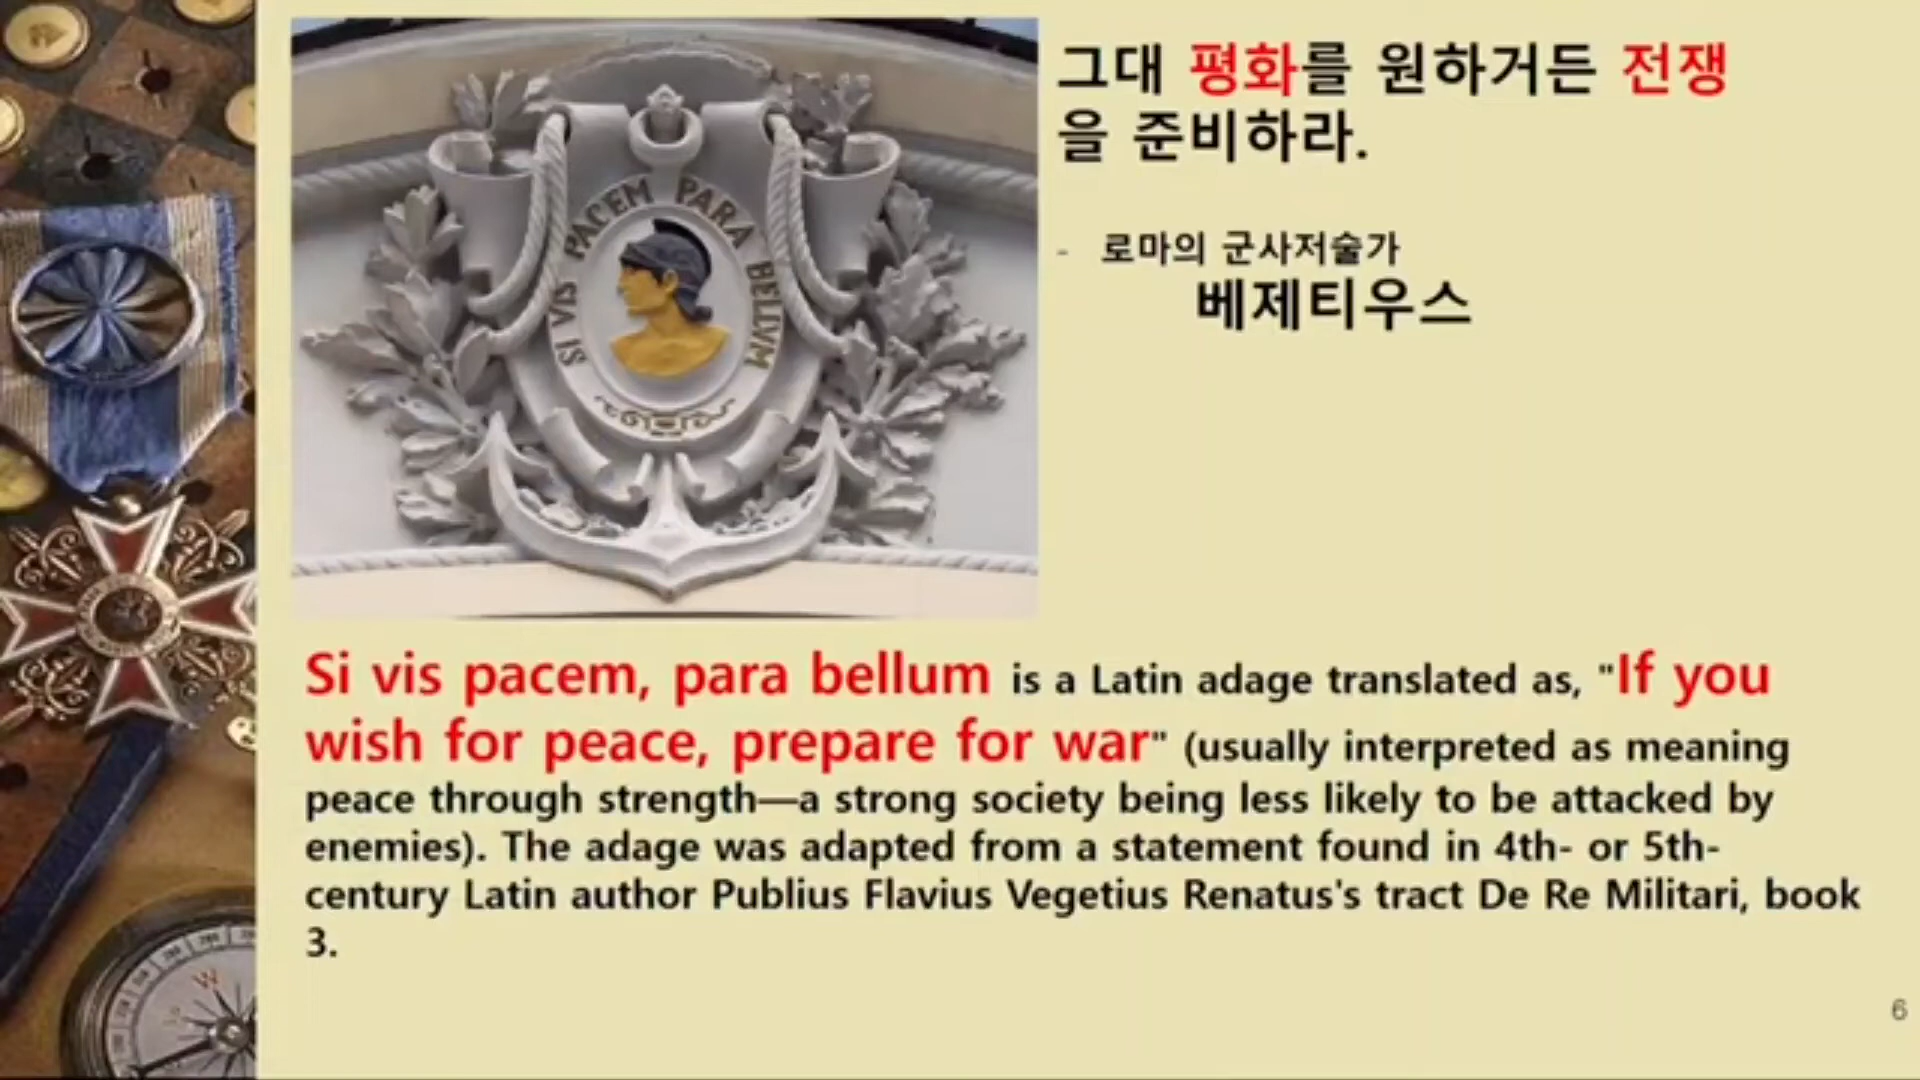 SI VIS PACEM PARA BELLVM
그대 평화를 원하거든 전쟁
을 준비하라.
- 로마의 군사저술가
베제티우스
Si vis pacem, para bellum is a Latin adage translated as, "If you
wish for peace, prepare for war" (usually interpreted as meaning
peace through strength—a strong society being less likely to be attacked by
enemies). The adage was adapted from a statement found in 4th- or 5th-
century Latin author Publius Flavius Vegetius Renatus's tract De Re Militari, book
3.
W
6